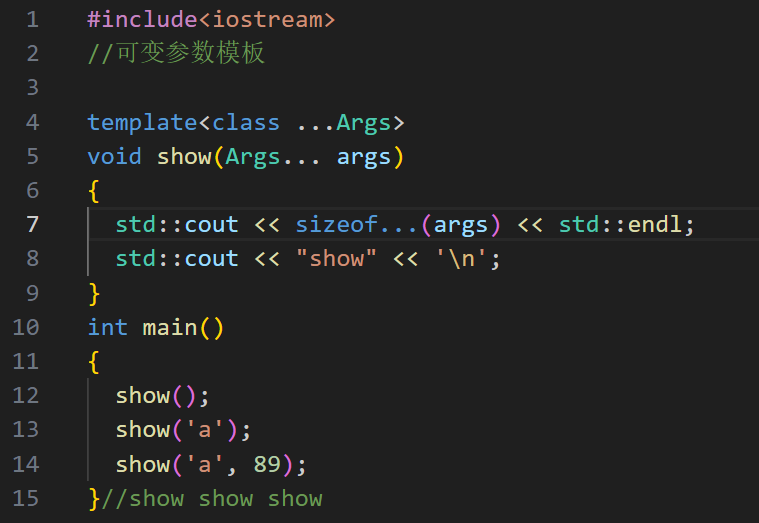 1 #include<iostream>
2 //可变参数模板
3
4 template<class ...Args>
5 void show(Args... args)
6 {
7   std::cout << sizeof...(args) << std::endl;
8   std::cout << "show" << '\n';
9 }
10 int main()
11 {
12   show();
13   show('a');
14   show('a', 89);
15 }//show show show